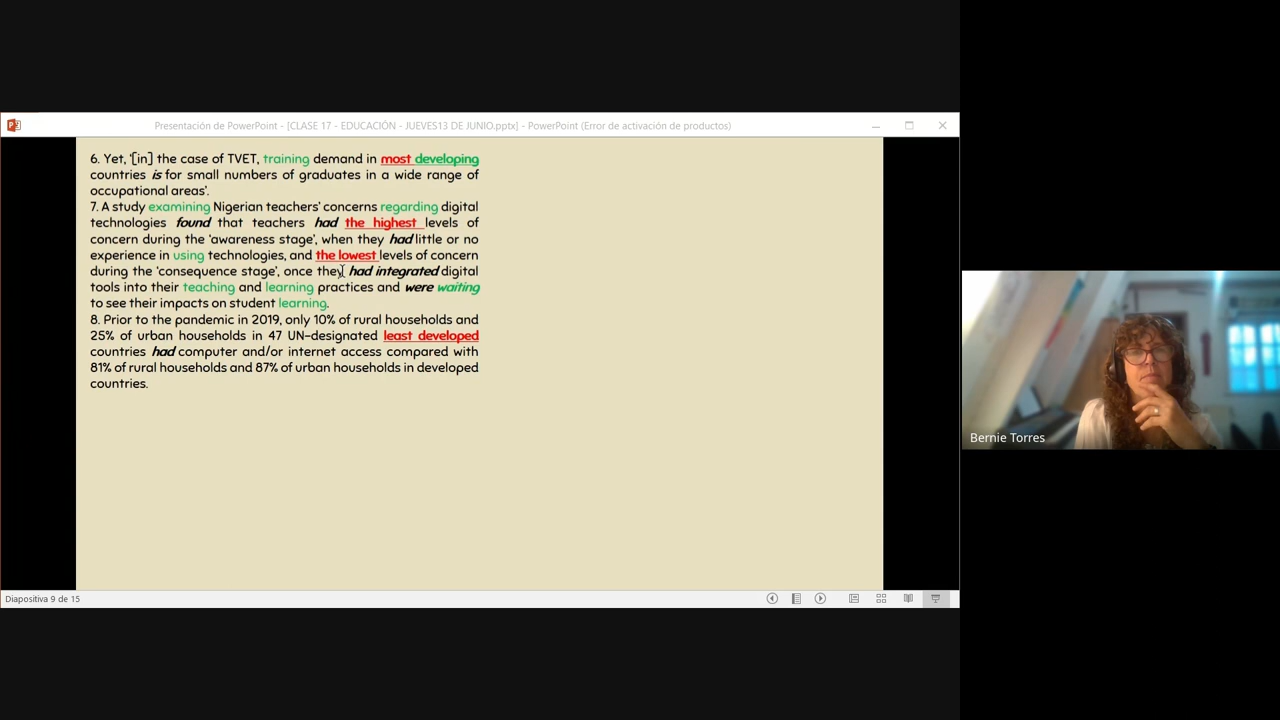 Presentación de PowerPoint - [CLASE 17 - EDUCACIÓN - JUEVES13 DE JUNIO.pptx] - PowerPoint (Error de activación de productos)
6. Yet, '[in] the case of TVET, training demand in most developing
countries is for small numbers of graduates in a wide range of
occupational areas'.
7. A study examining Nigerian teachers' concerns regarding digital
technologies found that teachers had the highest levels of
concern during the 'awareness stage', when they had little or no
experience in using technologies, and the lowest levels of concern
during the 'consequence stage', once they had integrated digital
tools into their teaching and learning practices and were waiting
to see their impacts on student learning.
8. Prior to the pandemic in 2019, only 10% of rural households and
25% of urban households in 47 UN-designated least developed
countries had computer and/or internet access compared with
81% of rural households and 87% of urban households in developed
countries.
Bernie Torres
Diapositiva 9 de 15